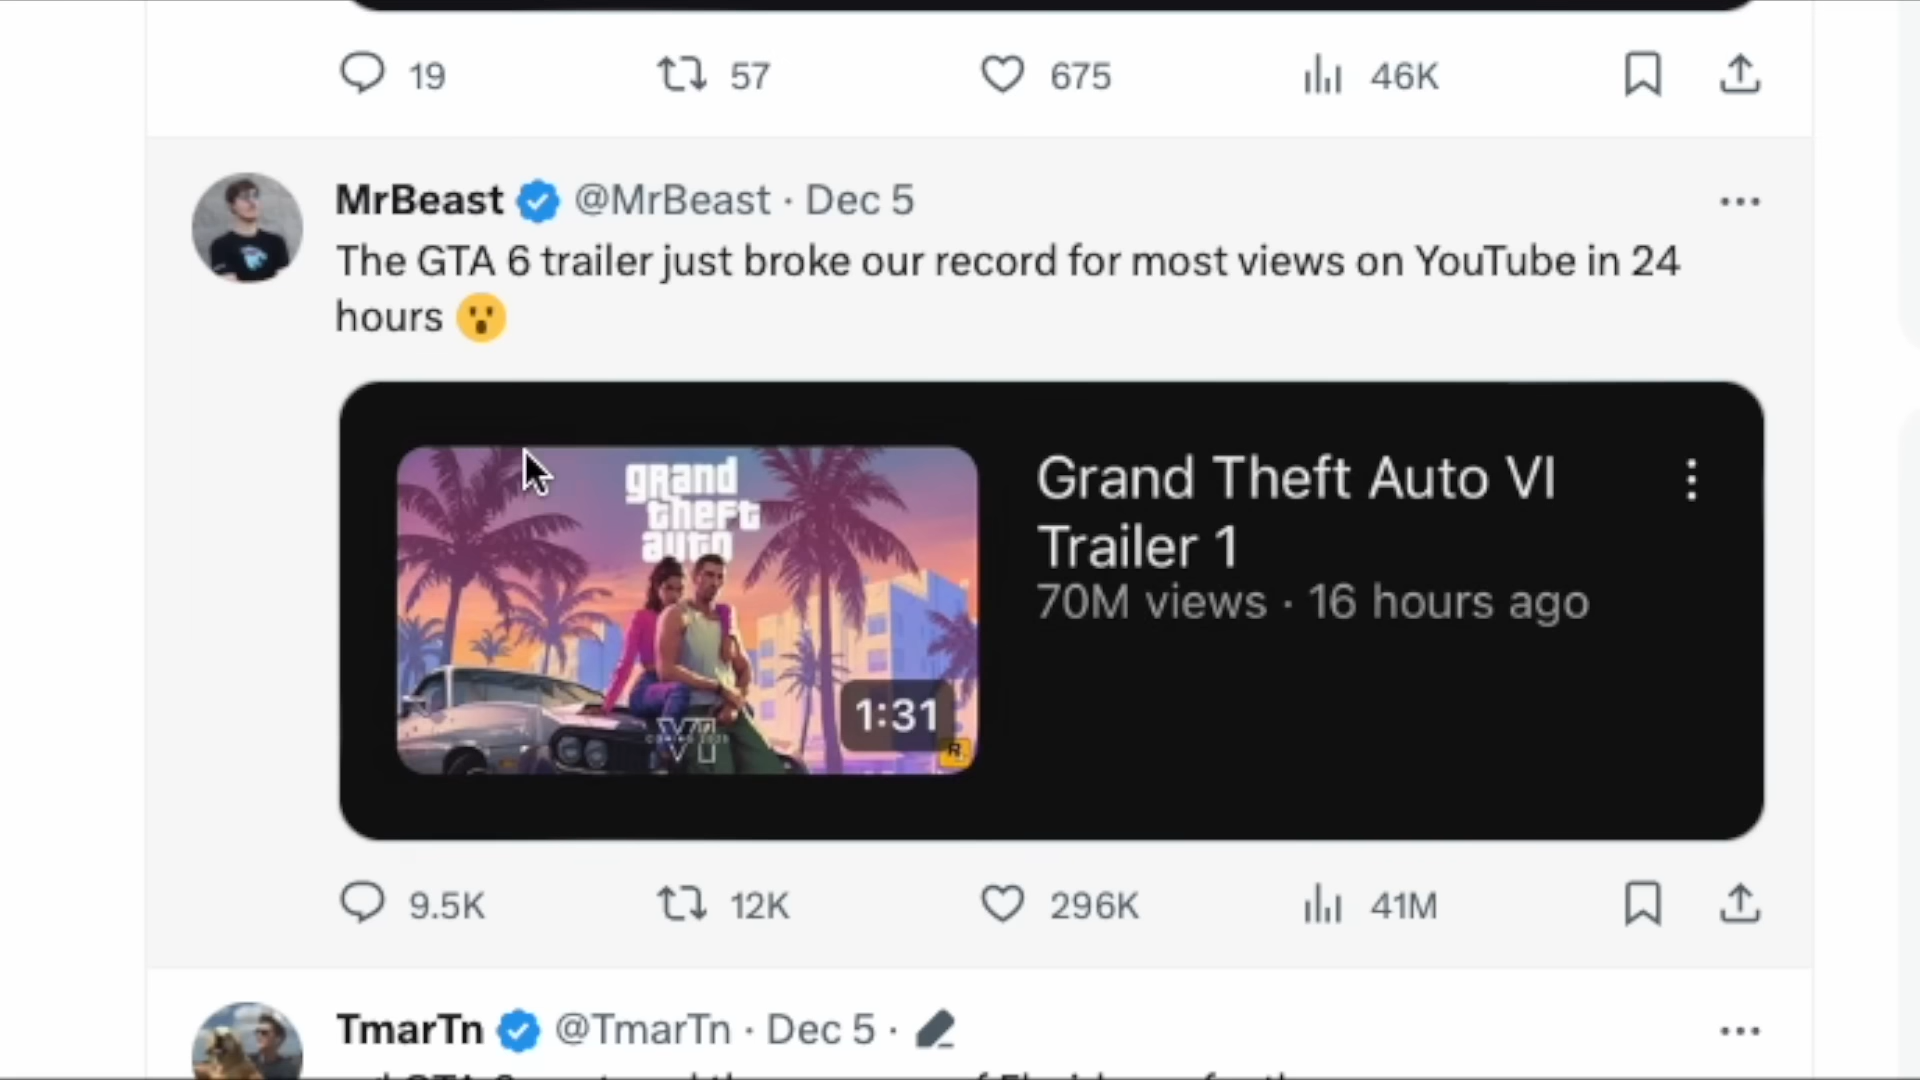 19 57 675 46K
MrBeast @MrBeast · Dec 5
The GTA 6 trailer just broke our record for most views on YouTube in 24
hours 😮
grand
theft
auto
VI
1:31
R
Grand Theft Auto VI
Trailer 1
70M views · 16 hours ago
9.5K 12K 296K 41M
TmarTn @TmarTn · Dec 5 ·